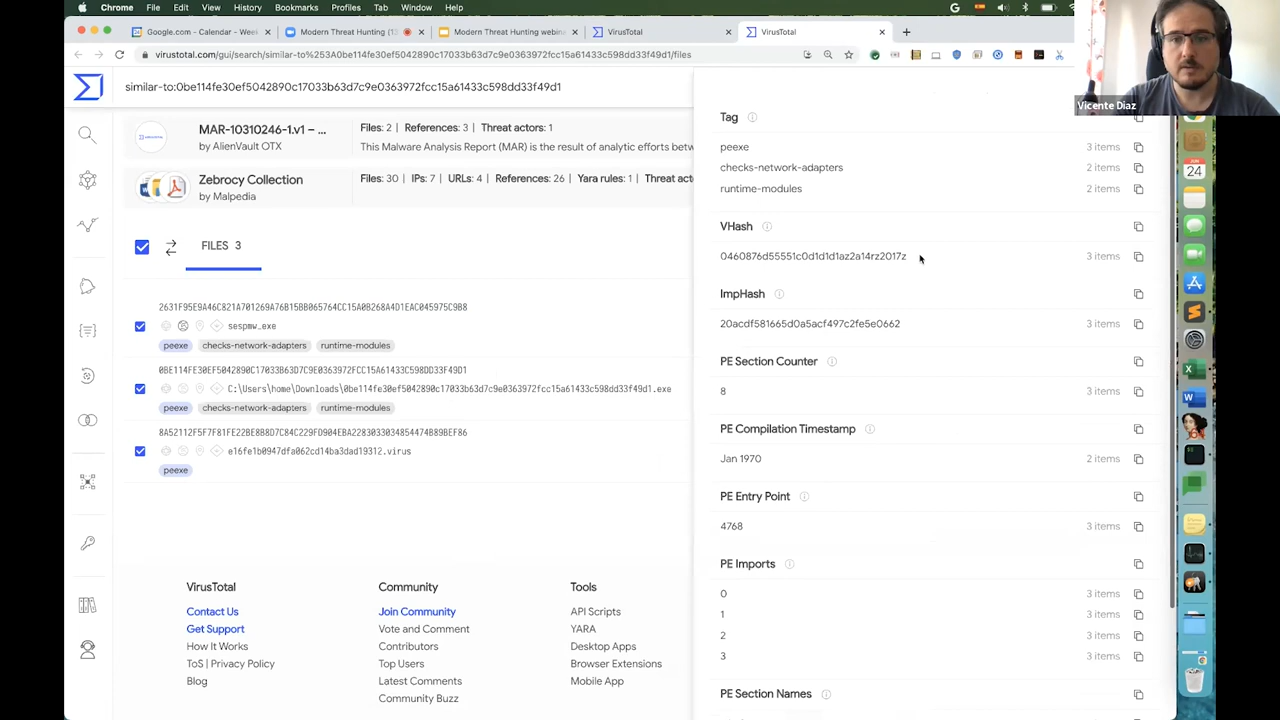 Chrome File Edit View History Bookmarks Profiles Tab Window Help
Google.com - Calendar - Week
Modern Threat Hunting (1
Modern Threat Hunting webin
VirusTotal
VirusTotal
virustotal.com/gui/search/similar-to%253A0be114fe30ef5042890c17033b63d7c9e0363972fcc15a61433c598dd33f49d1/files
similar-to:0be114fe30ef5042890c17033b63d7c9e0363972fcc15a61433c598dd33f49d1
Vicente Diaz
MAR-10310246-1.v1 – ...
by AlienVault OTX
Files: 2 | References: 3 | Threat actors: 1
This Malware Analysis Report (MAR) is the result of analytic efforts betw
Zebrocy Collection
by Malpedia
Files: 30 | IPs: 7 | URLs: 4 | References: 26 | Yara rules: 1 | Threat acto
FILES 3
2631F95E9A46C821A701269A76B15BB065764CC15A0B268A4D1EAC045975C9B8
sespmw.exe
peexe checks-network-adapters runtime-modules
0BE114FE30EF5042890C17033B63D7C9E0363972FCC15A61433C598DD33F49D1
C:\Users\home\Downloads\0be114fe30ef5042890c17033b63d7c9e0363972fcc15a61433c598dd33f49d1.exe
peexe checks-network-adapters runtime-modules
8A52112F5F7F81FE22BE8B8D7C84C229FD904EBA2283033034854474B89BEF86
e16fe1b0947dfa062cd14ba3dad19312.virus
peexe
Tag
peexe 3 items
checks-network-adapters 2 items
runtime-modules 2 items
VHash
0460876d55551c0d1d1d1az2a14rz2017z 3 items
ImpHash
20acdf581665d0a5acf497c2fe5e0662 3 items
PE Section Counter
8 3 items
PE Compilation Timestamp
Jan 1970 2 items
PE Entry Point
4768 3 items
PE Imports
0 3 items
1 3 items
2 3 items
3 3 items
PE Section Names
VirusTotal
Contact Us
Get Support
How It Works
ToS | Privacy Policy
Blog
Community
Join Community
Vote and Comment
Contributors
Top Users
Latest Comments
Community Buzz
Tools
API Scripts
YARA
Desktop Apps
Browser Extensions
Mobile App
JUN
24